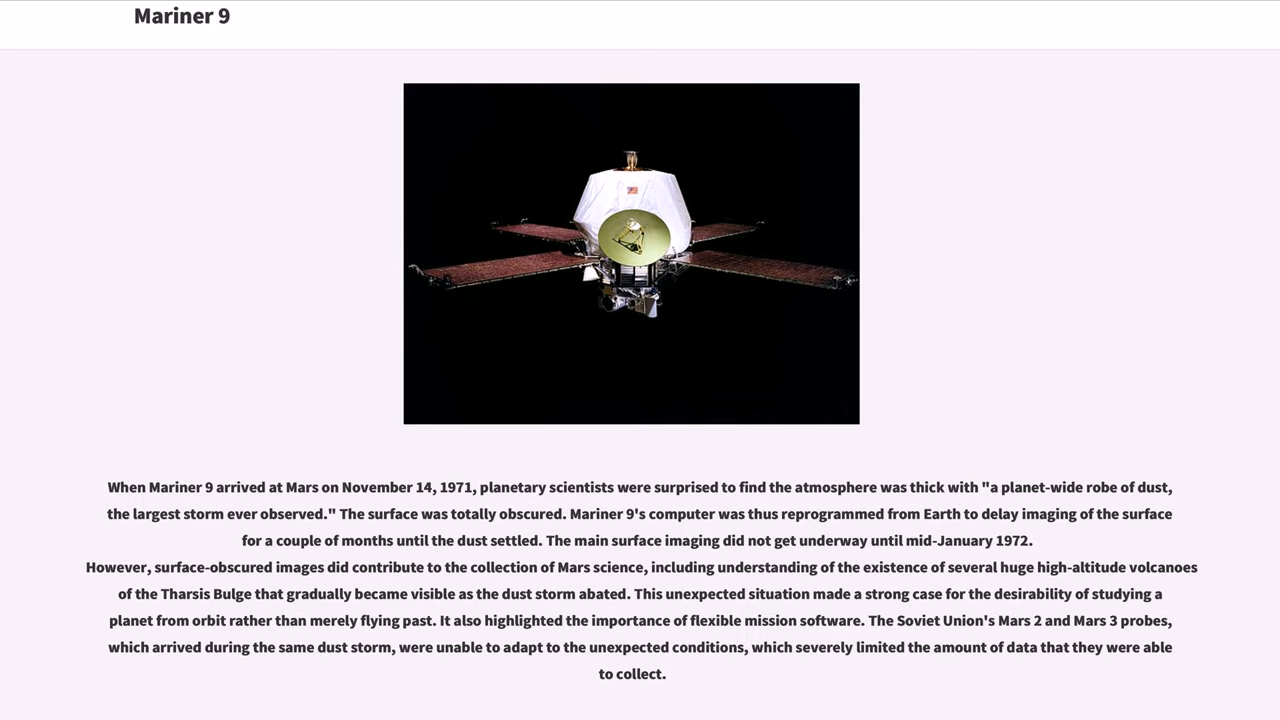 Mariner 9
When Mariner 9 arrived at Mars on November 14, 1971, planetary scientists were surprised to find the atmosphere was thick with "a planet-wide robe of dust,
the largest storm ever observed." The surface was totally obscured. Mariner 9's computer was thus reprogrammed from Earth to delay imaging of the surface
for a couple of months until the dust settled. The main surface imaging did not get underway until mid-January 1972.
However, surface-obscured images did contribute to the collection of Mars science, including understanding of the existence of several huge high-altitude volcanoes
of the Tharsis Bulge that gradually became visible as the dust storm abated. This unexpected situation made a strong case for the desirability of studying a
planet from orbit rather than merely flying past. It also highlighted the importance of flexible mission software. The Soviet Union's Mars 2 and Mars 3 probes,
which arrived during the same dust storm, were unable to adapt to the unexpected conditions, which severely limited the amount of data that they were able
to collect.